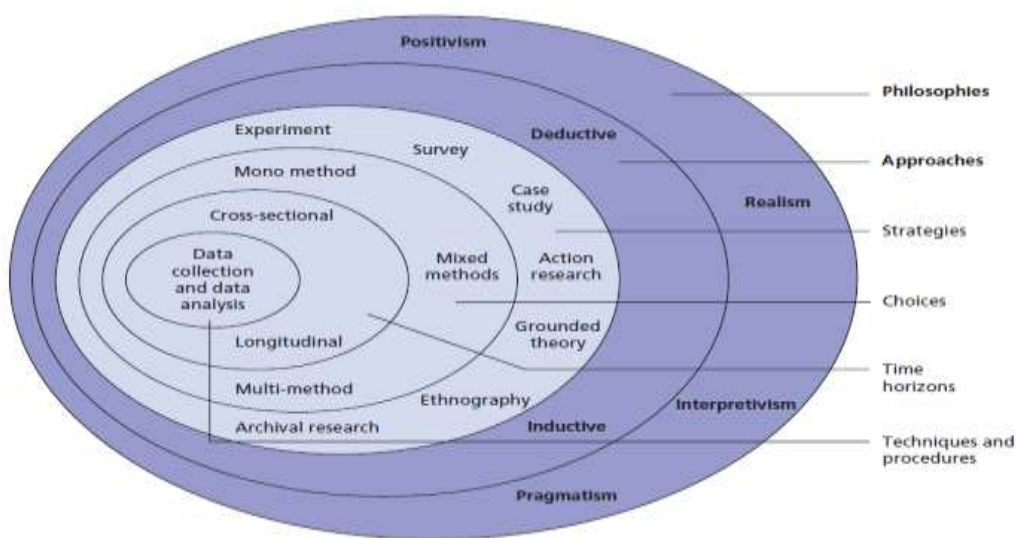 Positivism
Philosophies
Experiment
Deductive
Survey
Approaches
Mono method
Case
study
Realism
Cross-sectional
Strategies
Data
collection
and data
analysis
Mixed
methods
Action
research
Choices
Grounded
theory
Longitudinal
Time
horizons
Multi-method
Ethnography
Interpretivism
Archival research
Inductive
Techniques and
procedures
Pragmatism